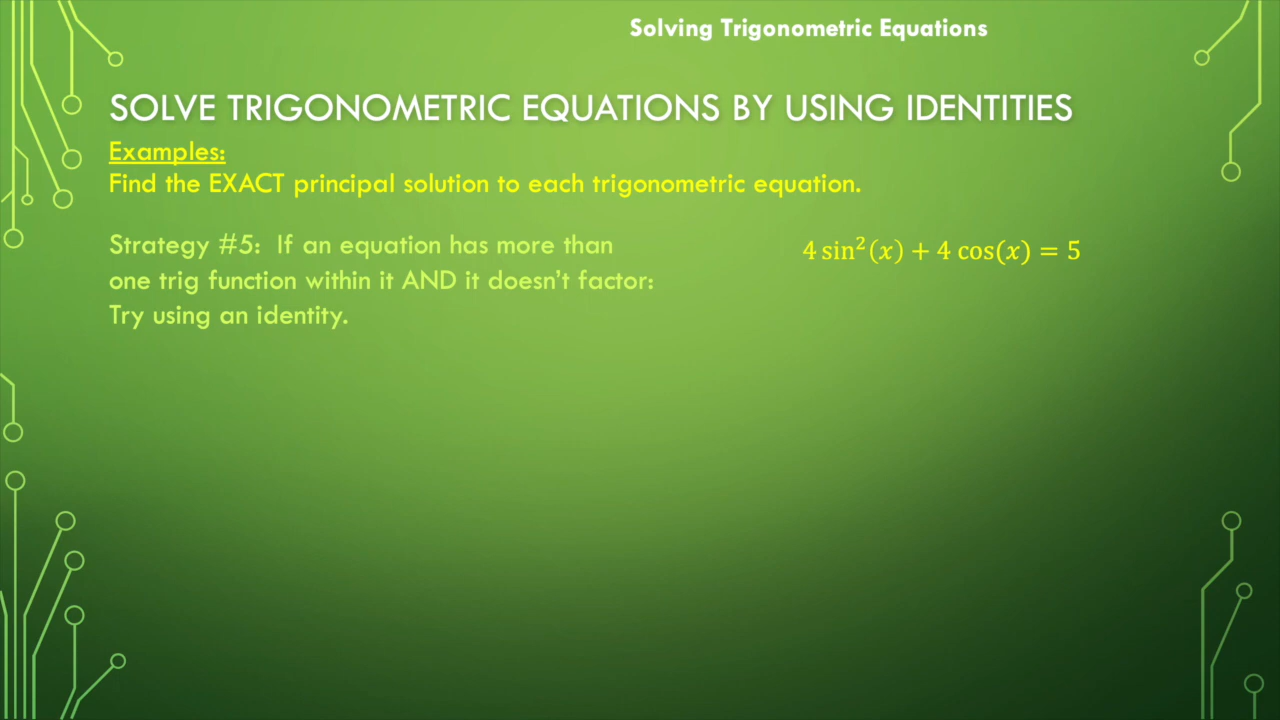 Solving Trigonometric Equations
SOLVE TRIGONOMETRIC EQUATIONS BY USING IDENTITIES
Examples:
Find the EXACT principal solution to each trigonometric equation.
Strategy #5:  If an equation has more than
one trig function within it AND it doesn't factor:
Try using an identity.
4 sin²(x) + 4 cos(x) = 5